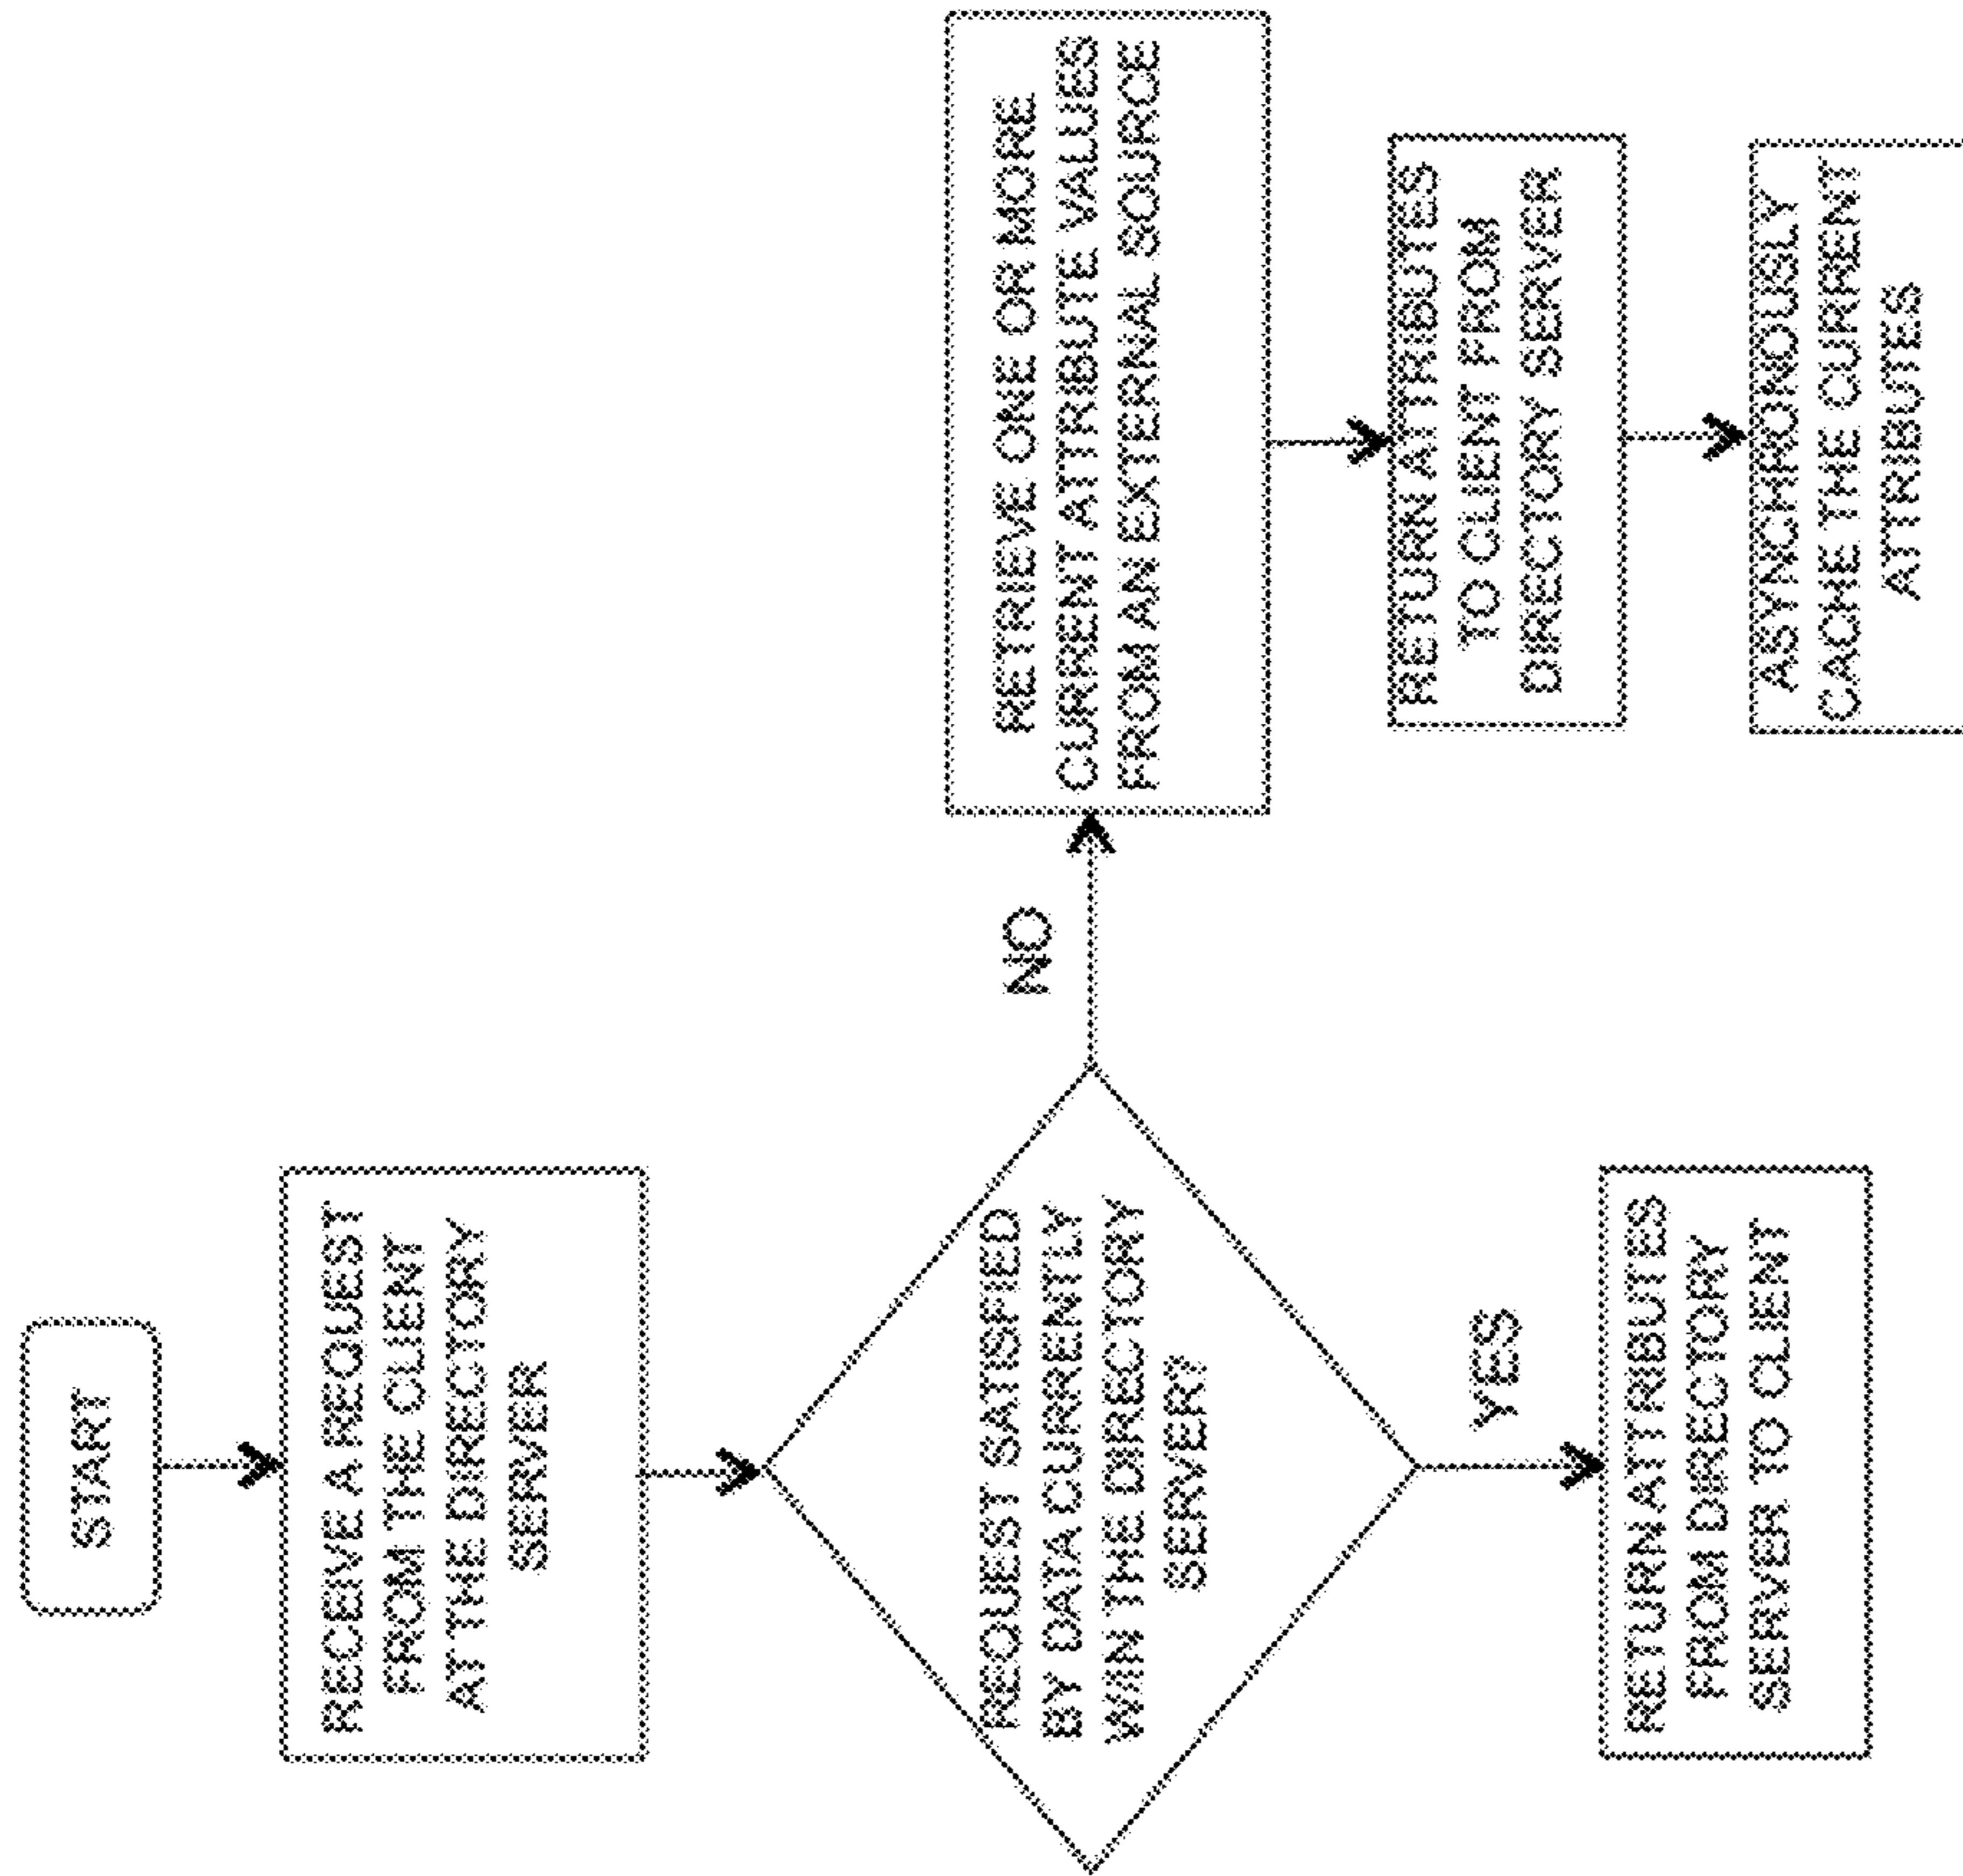 START
RECEIVE A REQUEST
FROM THE CLIENT
AT THE DIRECTORY
SERVER
REQUEST SATISFIED
BY DATA CURRENTLY
W/IN THE DIRECTORY
SERVER?
NO
RETRIEVE ONE OR MORE
CURRENT ATTRIBUTE VALUES
FROM AN EXTERNAL SOURCE
RETURN ATTRIBUTES
TO CLIENT FROM
DIRECTORY SERVER
ASYNCHRONOUSLY
CACHE THE CURRENT
ATTRIBUTES
YES
RETURN ATTRIBUTES
FROM DIRECTORY
SERVER TO CLIENT